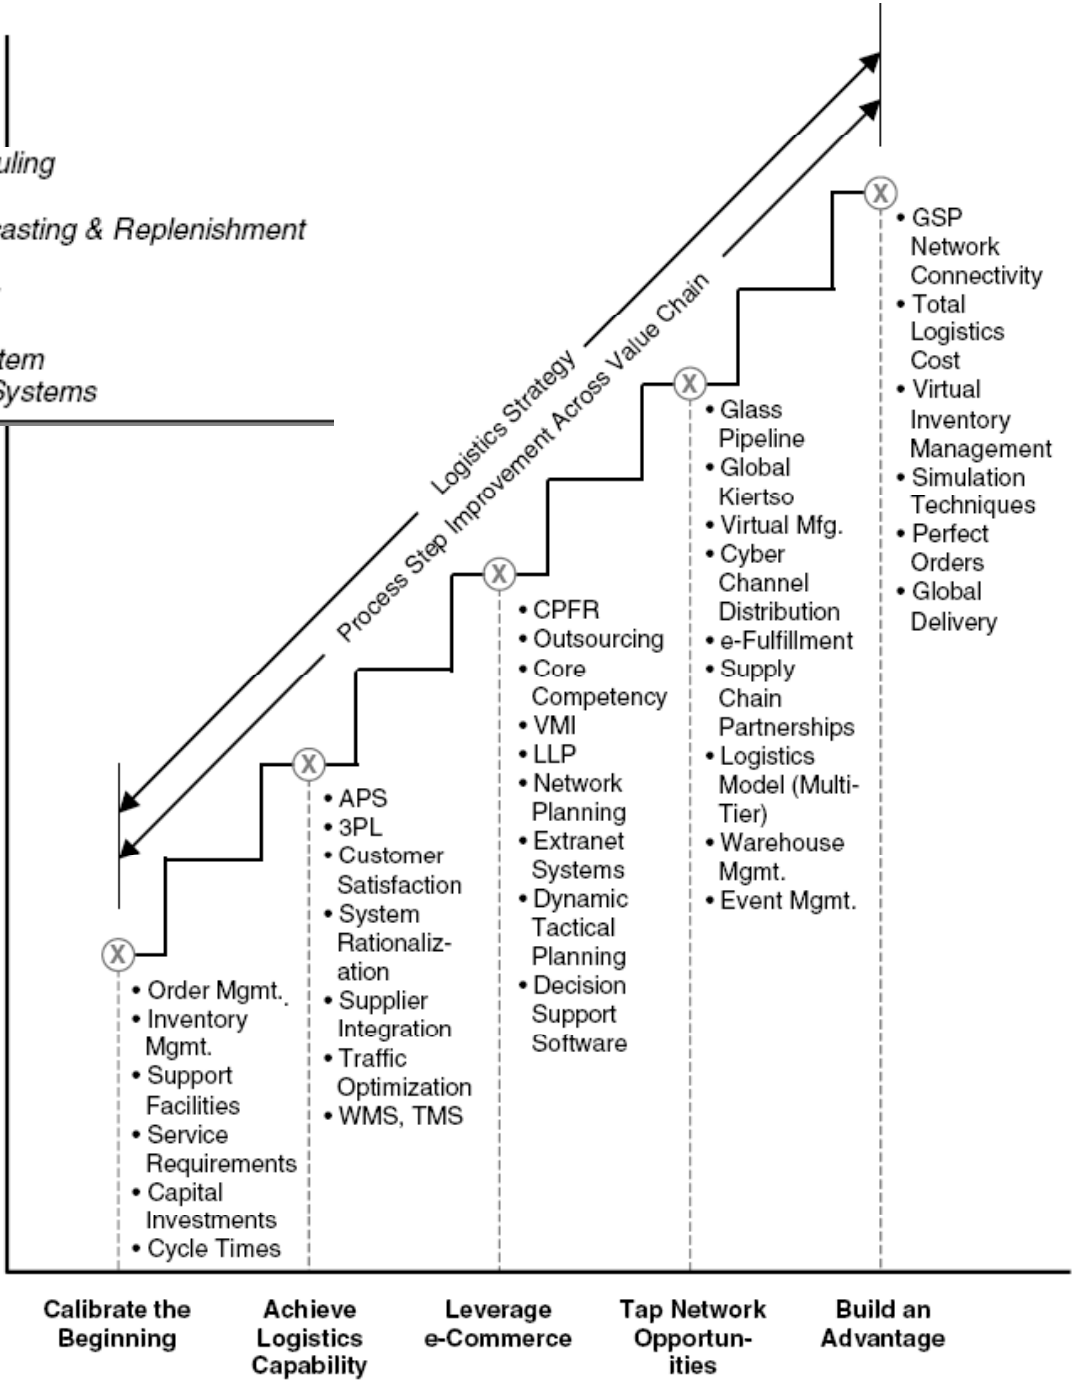 uling
asting & Replenishment
tem
Systems
Logistics Strategy
Process Step Improvement Across Value Chain
X
• GSP
Network
Connectivity
• Total
Logistics
Cost
• Virtual
Inventory
Management
• Simulation
Techniques
• Perfect
Orders
• Global
Delivery
X
• Glass
Pipeline
• Global
Kiertso
• Virtual Mfg.
• Cyber
Channel
Distribution
• e-Fulfillment
• Supply
Chain
Partnerships
• Logistics
Model (Multi-
Tier)
• Warehouse
Mgmt.
• Event Mgmt.
X
• CPFR
• Outsourcing
• Core
Competency
• VMI
• LLP
• Network
Planning
• Extranet
Systems
• Dynamic
Tactical
Planning
• Decision
Support
Software
X
• APS
• 3PL
• Customer
Satisfaction
• System
Rationaliz-
ation
• Supplier
Integration
• Traffic
Optimization
• WMS, TMS
X
• Order Mgmt.
• Inventory
Mgmt.
• Support
Facilities
• Service
Requirements
• Capital
Investments
• Cycle Times
Calibrate the
Beginning
Achieve
Logistics
Capability
Leverage
e-Commerce
Tap Network
Opportun-
ities
Build an
Advantage